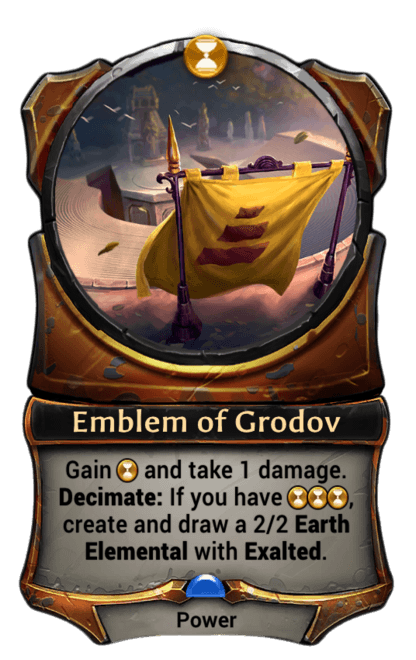 Emblem of Grodov
Gain and take 1 damage.
Decimate: If you have ,
create and draw a 2/2 Earth
Elemental with Exalted.
Power